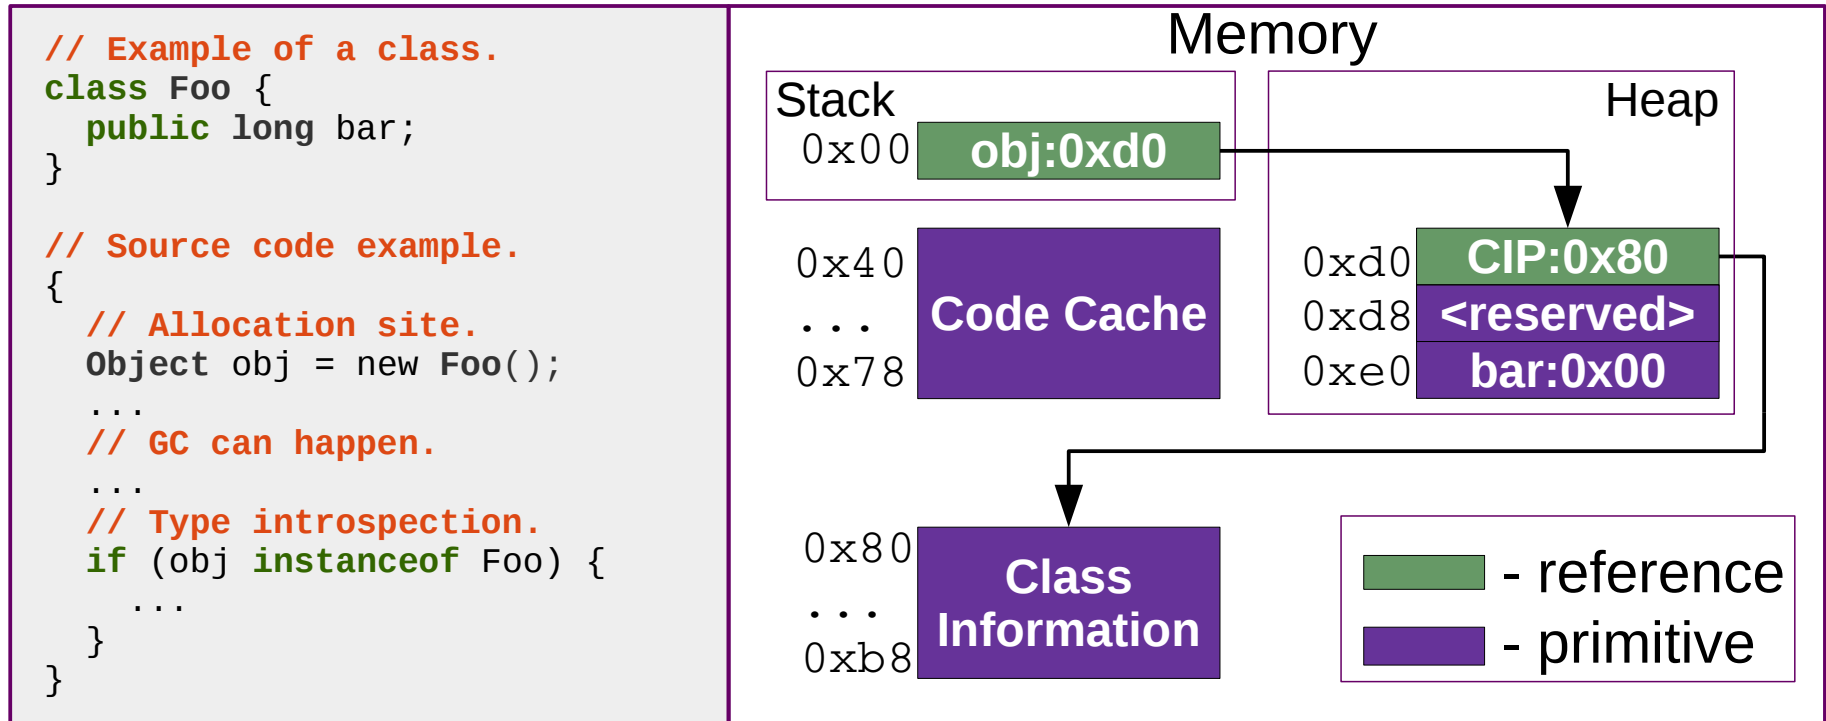 // Example of a class.
class Foo {
  public long bar;
}
// Source code example.
{
  // Allocation site.
  Object obj = new Foo();
  ...
  // GC can happen.
  ...
  // Type introspection.
  if (obj instanceof Foo) {
    ...
  }
}
Memory
Stack
0x00 obj:0xd0
Heap
0xd0 CIP:0x80
0xd8 <reserved>
0xe0 bar:0x00
0x40
... Code Cache
0x78
0x80
Class
...
Information
0xb8
- reference
- primitive